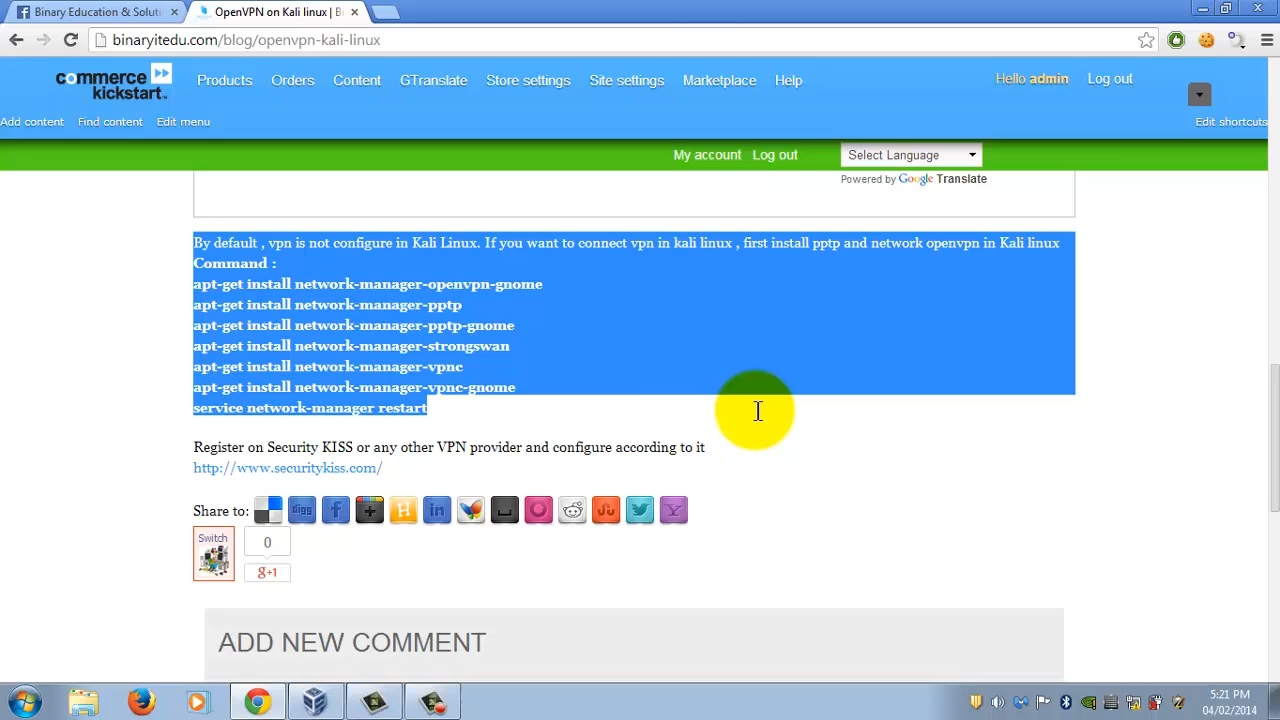 Binary Education & Soluti
OpenVPN on Kali linux | B
binaryitedu.com/blog/openvpn-kali-linux
commerce kickstart
Products Orders Content GTranslate Store settings Site settings Marketplace Help
Hello admin Log out
Add content Find content Edit menu
Edit shortcuts
My account Log out
Select Language
Powered by Google Translate
By default , vpn is not configure in Kali Linux. If you want to connect vpn in kali linux , first install pptp and network openvpn in Kali linux
Command :
apt-get install network-manager-openvpn-gnome
apt-get install network-manager-pptp
apt-get install network-manager-pptp-gnome
apt-get install network-manager-strongswan
apt-get install network-manager-vpnc
apt-get install network-manager-vpnc-gnome
service network-manager restart
Register on Security KISS or any other VPN provider and configure according to it
http://www.securitykiss.com/
Share to:
digg
in
Switch
0
g+1
ADD NEW COMMENT
5:21 PM
04/02/2014